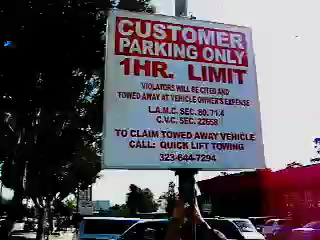 CUSTOMER
PARKING ONLY
1HR. LIMIT
VIOLATORS WILL BE CITED AND
TOWED AWAY AT VEHICLE OWNER'S EXPENSE
L.A.M.C. SEC. 80.71.4
C.V.C. SEC. 22658
TO CLAIM TOWED AWAY VEHICLE
CALL: QUICK LIFT TOWING
323-644-7294